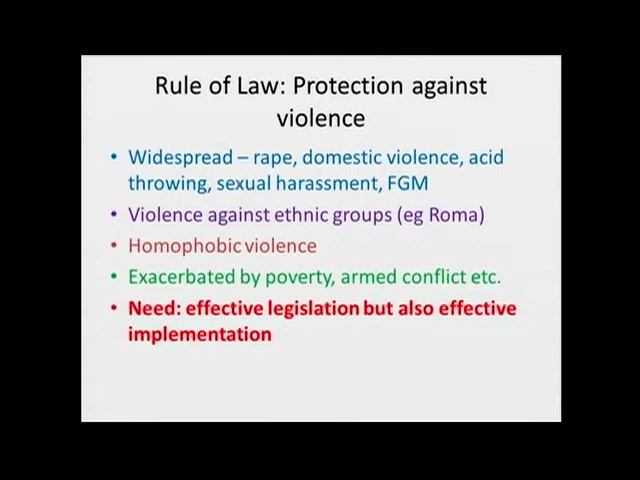 Rule of Law: Protection against
violence
• Widespread – rape, domestic violence, acid
throwing, sexual harassment, FGM
• Violence against ethnic groups (eg Roma)
• Homophobic violence
• Exacerbated by poverty, armed conflict etc.
• Need: effective legislation but also effective
implementation